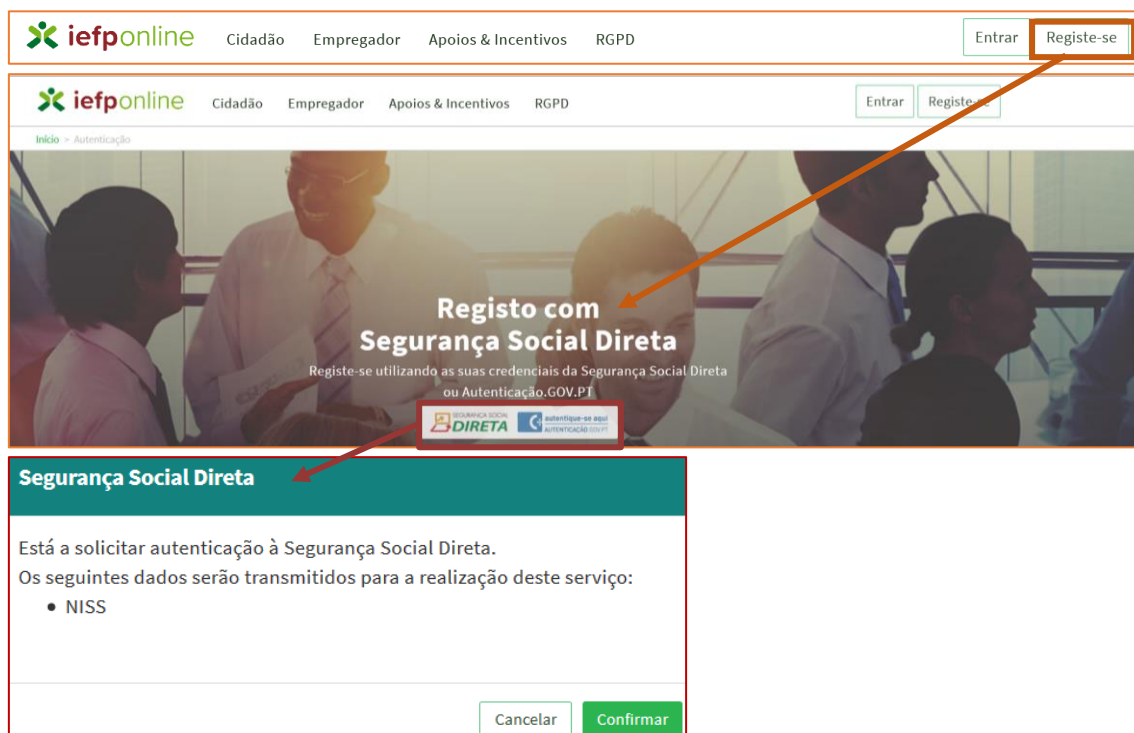 iefponline Cidadão Empregador Apoios & Incentivos RGPD Entrar Registe-se
iefponline Cidadão Empregador Apoios & Incentivos RGPD Entrar Registe-se
Início > Autenticação
Registo com
Segurança Social Direta
Registe-se utilizando as suas credenciais da Segurança Social Direta
ou Autenticação.GOV.PT
SEGURANÇA SOCIAL autentique-se aqui
DIRETA AUTENTICAÇÃO GOV.PT
Segurança Social Direta
Está a solicitar autenticação à Segurança Social Direta.
Os seguintes dados serão transmitidos para a realização deste serviço:
• NISS
Cancelar Confirmar